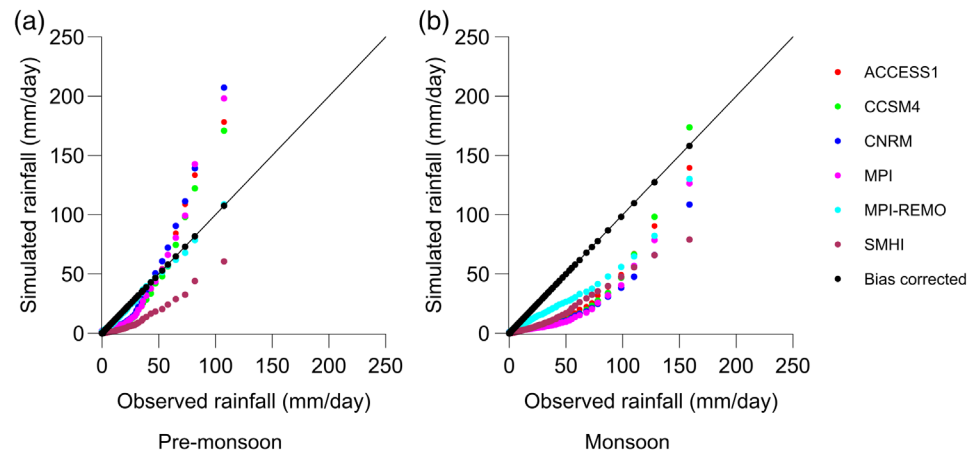 (a)
250
200
150
100
50
0
Simulated rainfall (mm/day)
0 50 100 150 200 250
Observed rainfall (mm/day)
Pre-monsoon
(b)
250
200
150
100
50
0
Simulated rainfall (mm/day)
0 50 100 150 200 250
Observed rainfall (mm/day)
Monsoon
ACCESS1
CCSM4
CNRM
MPI
MPI-REMO
SMHI
Bias corrected